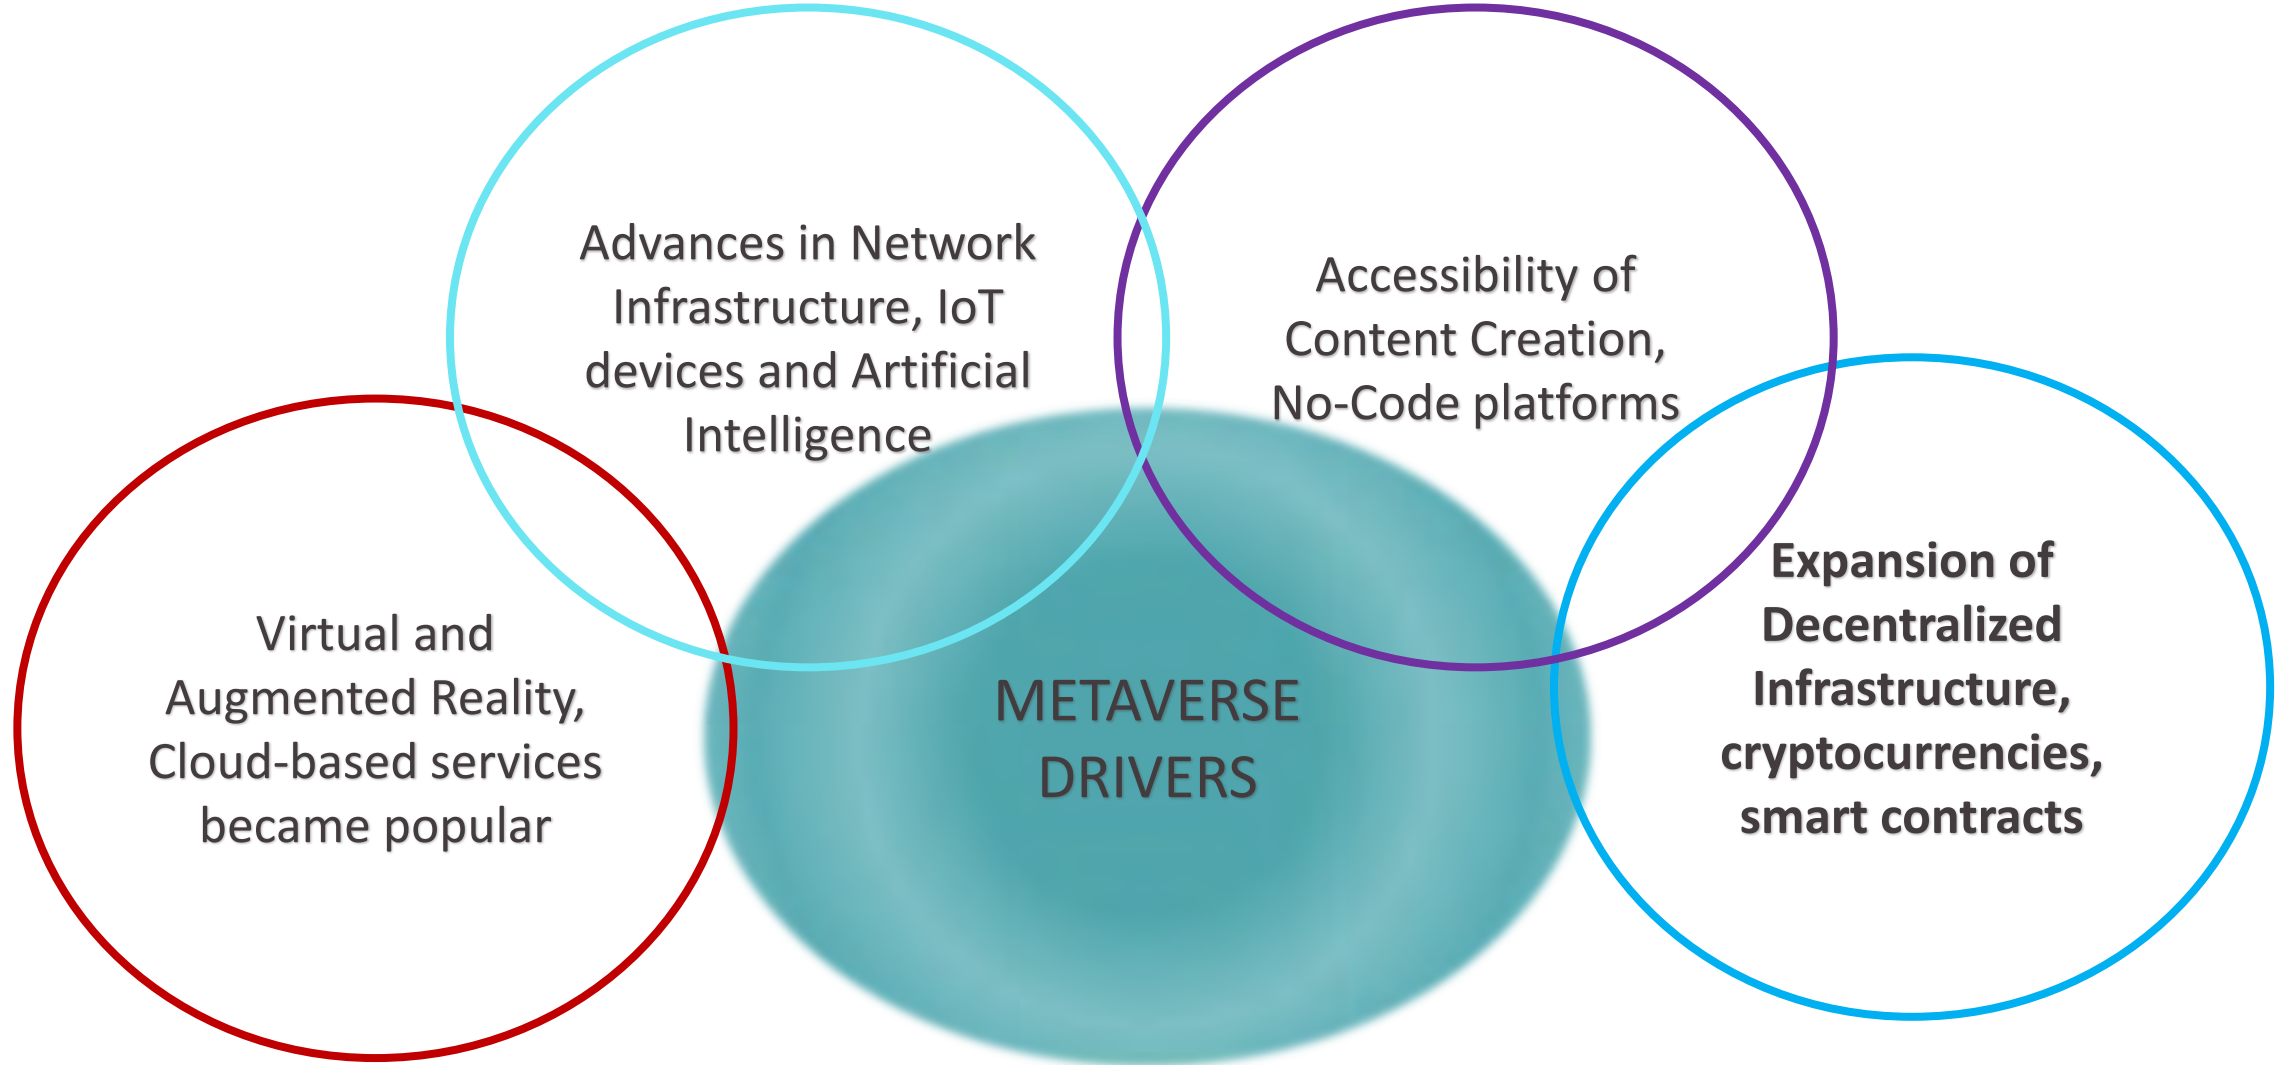 Advances in Network
Infrastructure, IoT
devices and Artificial
Intelligence
Accessibility of
Content Creation,
No-Code platforms
Virtual and
Augmented Reality,
Cloud-based services
became popular
METAVERSE
DRIVERS
Expansion of
Decentralized
Infrastructure,
cryptocurrencies,
smart contracts